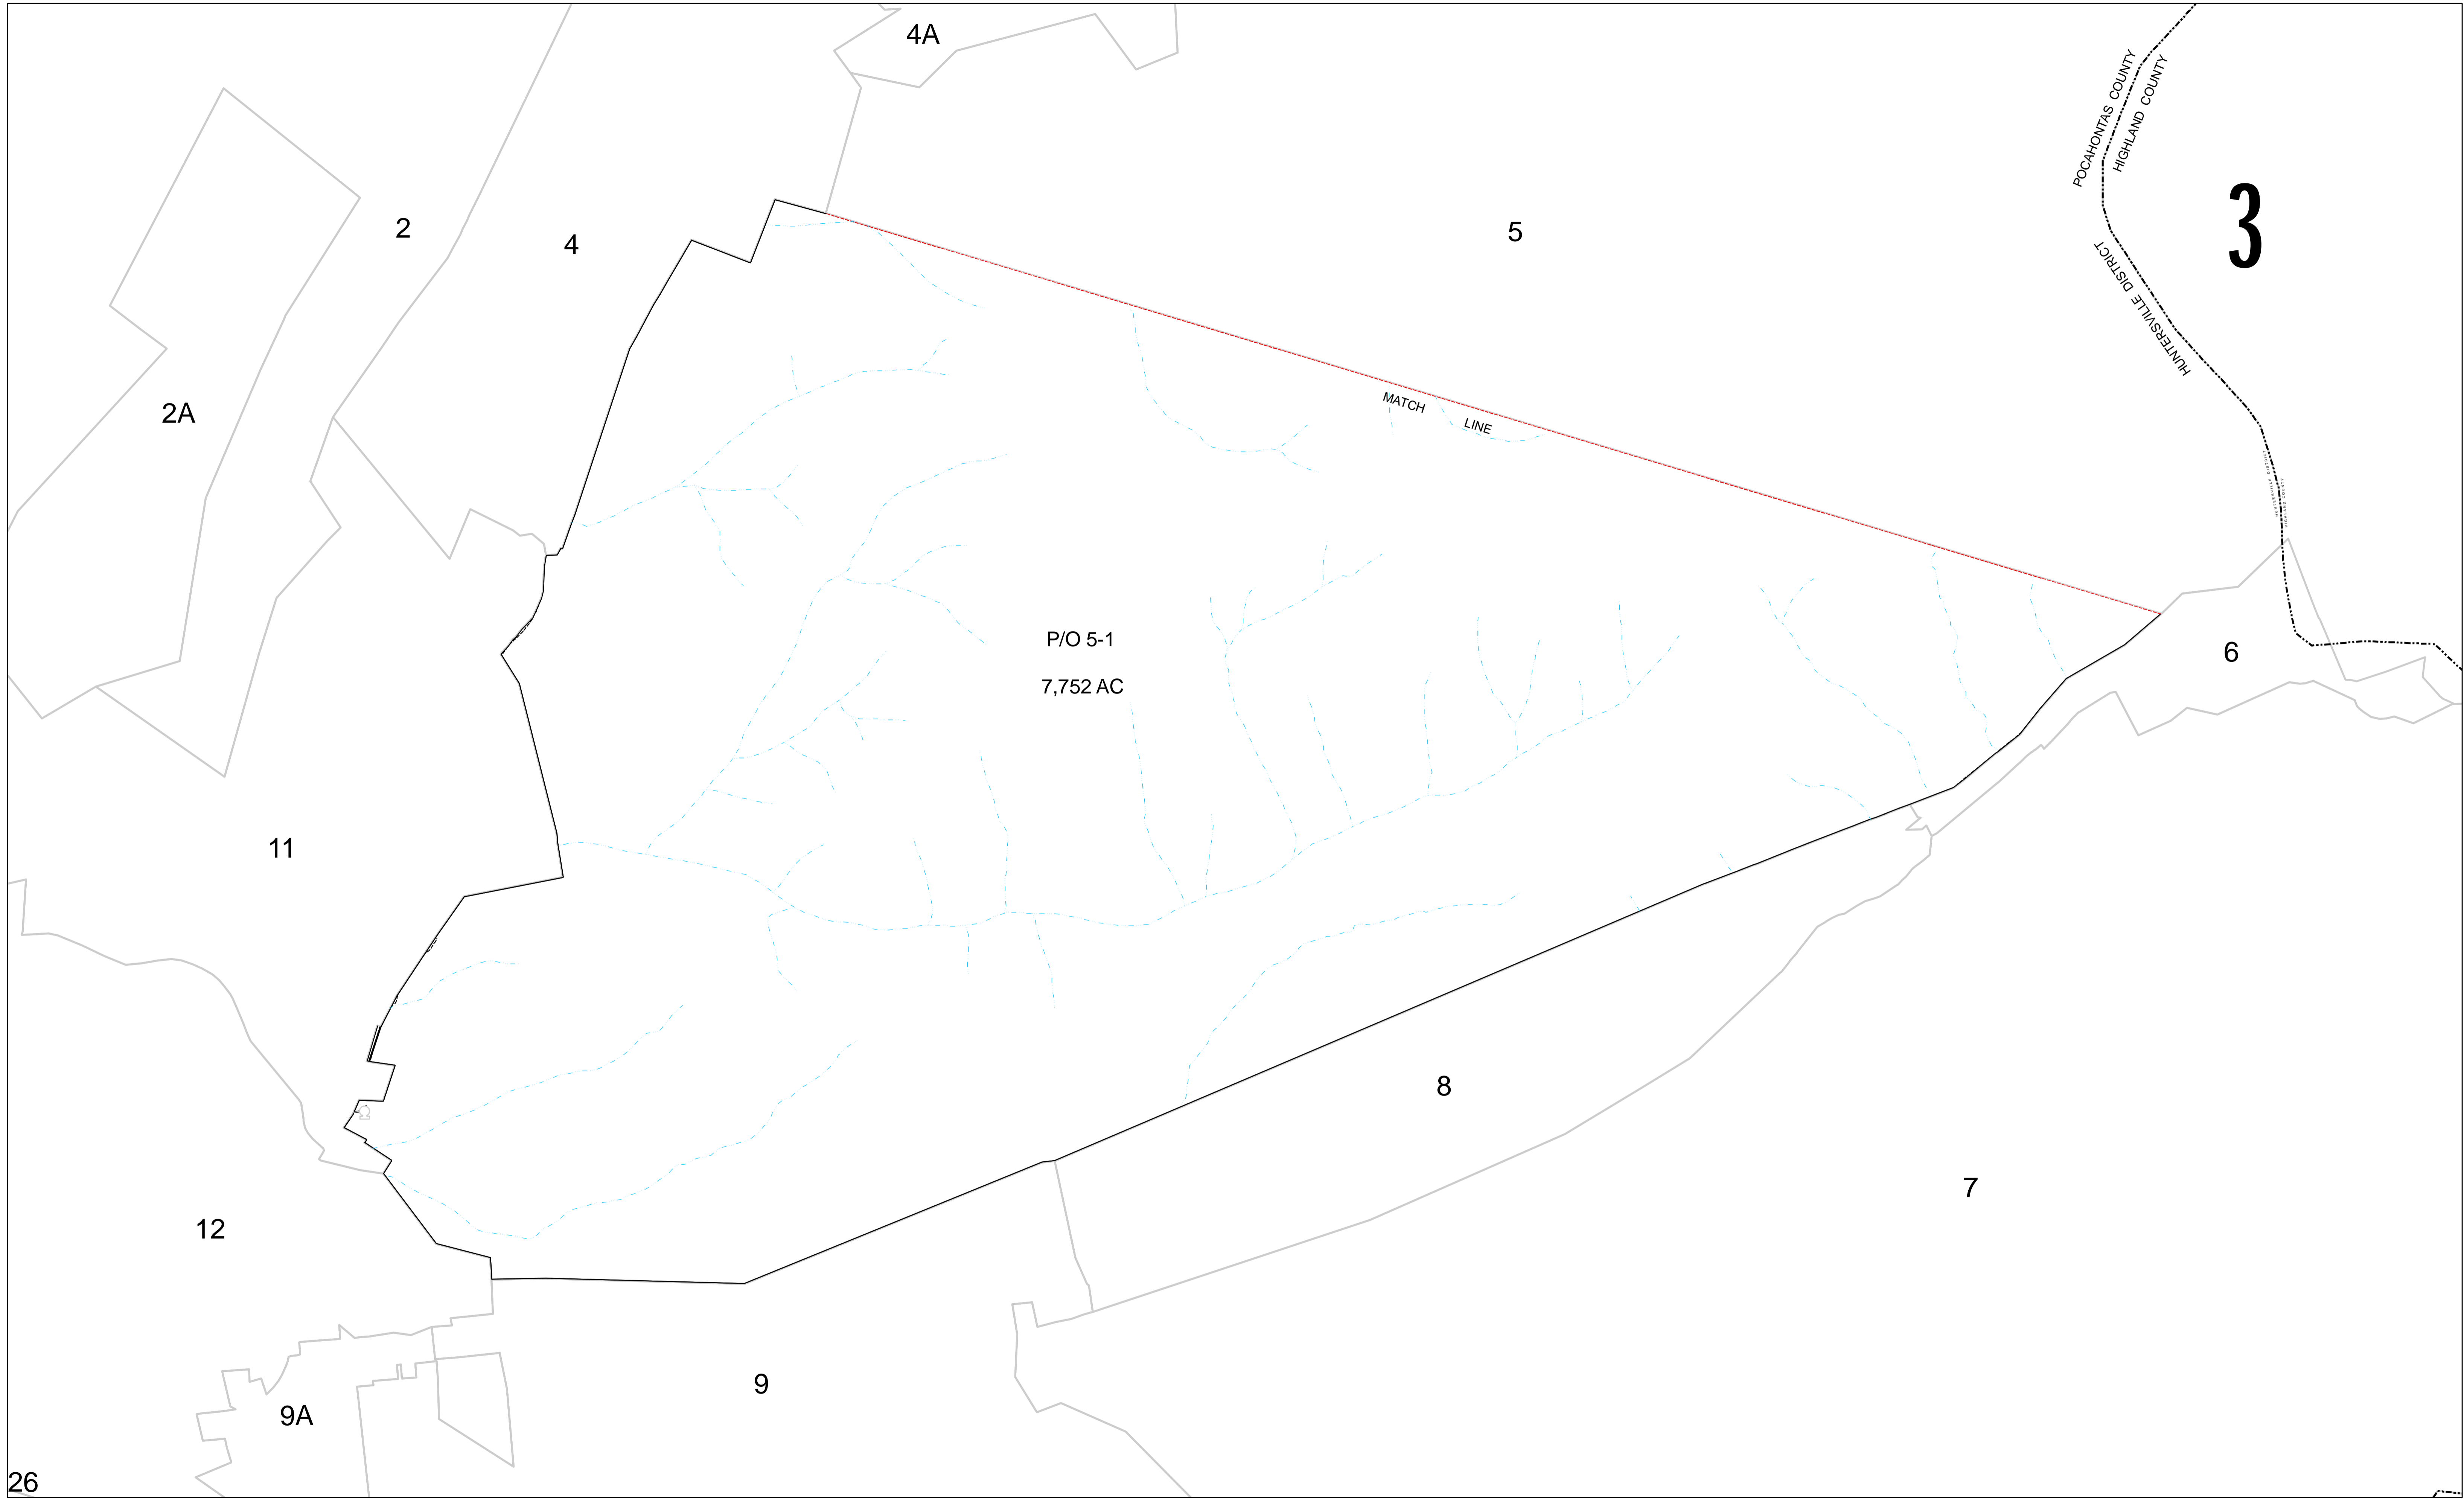 4A
POCAHONTAS COUNTY
HIGHLAND COUNTY
3
2
4
5
HUNTERSVILLE DISTRICT
2A
MATCH LINE
P/O 5-1
7,752 AC
6
11
8
7
12
9
9A
26